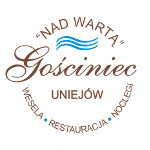 "NAD WARTĄ"
Gościniec
UNIEJÓW
WESELA • RESTAURACJA • NOCLEGI